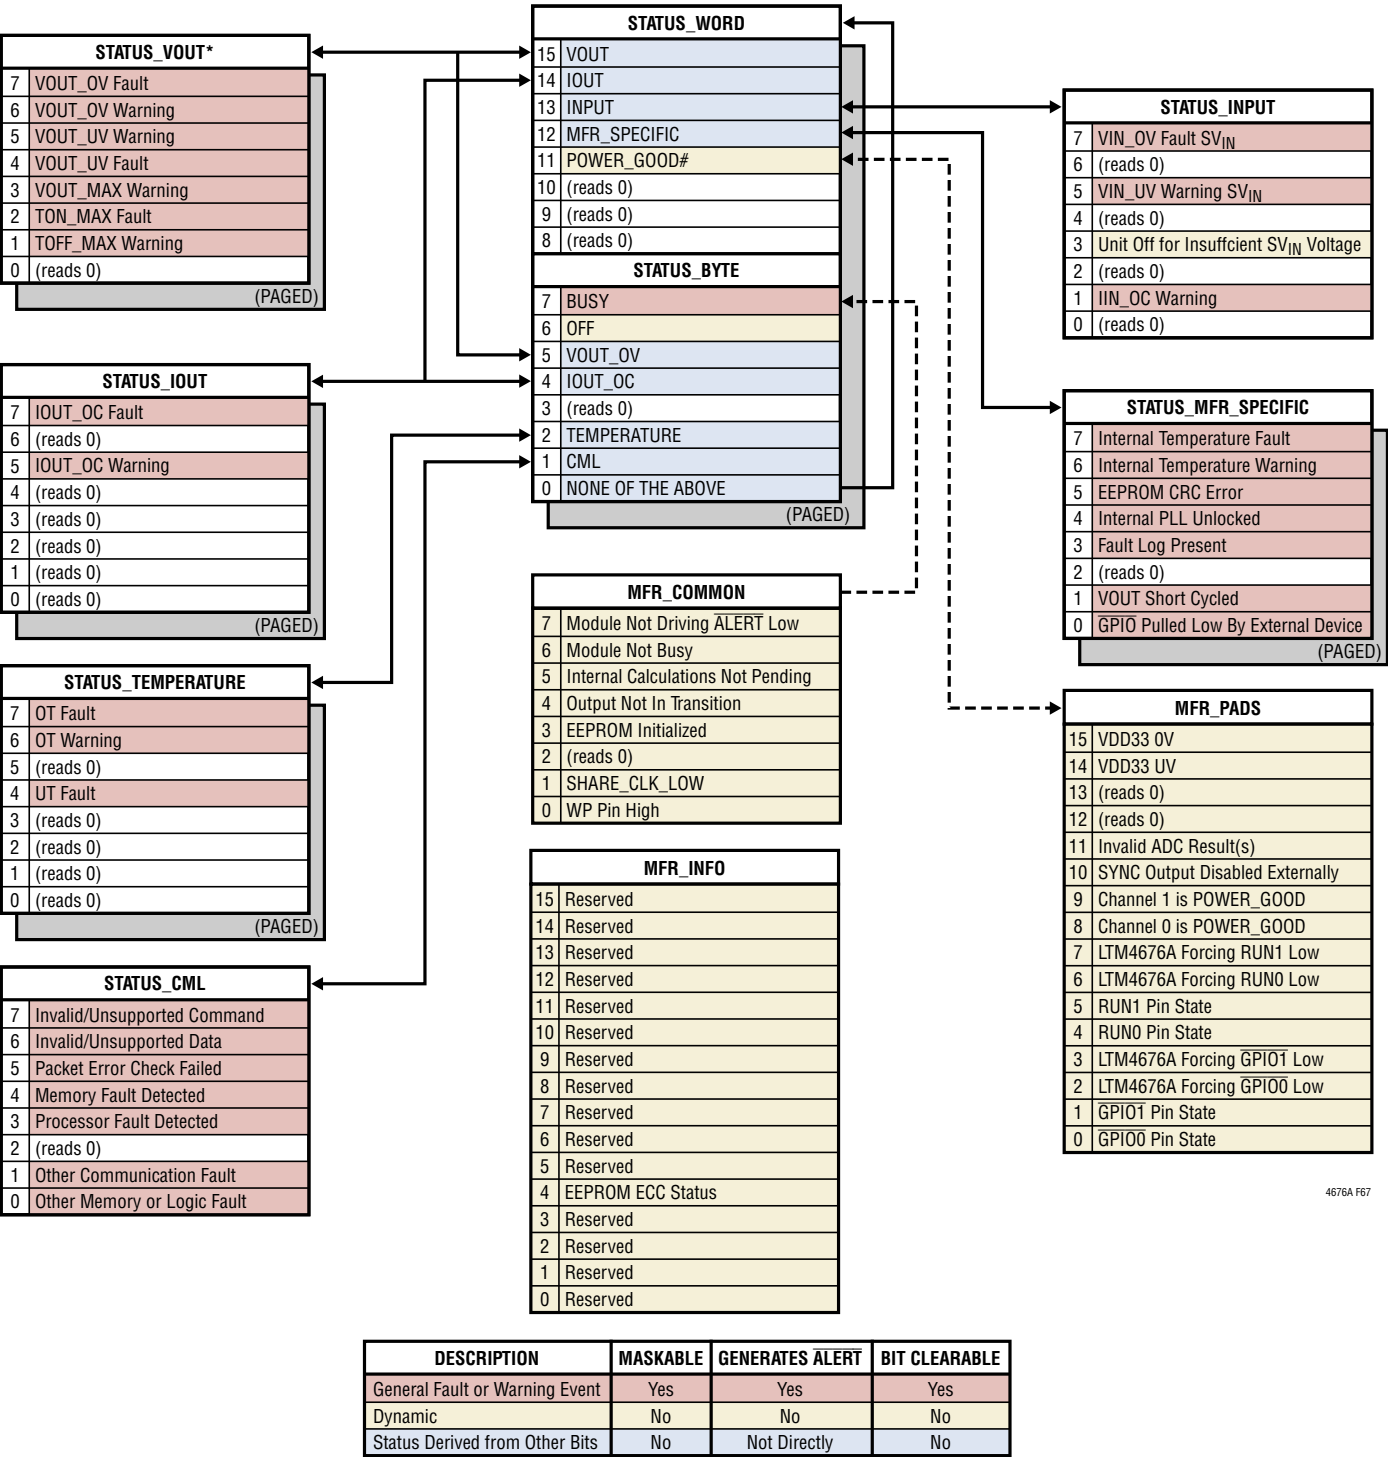 STATUS_VOUT*
7 VOUT_OV Fault
6 VOUT_OV Warning
5 VOUT_UV Warning
4 VOUT_UV Fault
3 VOUT_MAX Warning
2 TON_MAX Fault
1 TOFF_MAX Warning
0 (reads 0)
(PAGED)
STATUS_IOUT
7 IOUT_OC Fault
6 (reads 0)
5 IOUT_OC Warning
4 (reads 0)
3 (reads 0)
2 (reads 0)
1 (reads 0)
0 (reads 0)
(PAGED)
STATUS_TEMPERATURE
7 OT Fault
6 OT Warning
5 (reads 0)
4 UT Fault
3 (reads 0)
2 (reads 0)
1 (reads 0)
0 (reads 0)
(PAGED)
STATUS_CML
7 Invalid/Unsupported Command
6 Invalid/Unsupported Data
5 Packet Error Check Failed
4 Memory Fault Detected
3 Processor Fault Detected
2 (reads 0)
1 Other Communication Fault
0 Other Memory or Logic Fault
STATUS_WORD
15 VOUT
14 IOUT
13 INPUT
12 MFR_SPECIFIC
11 POWER_GOOD#
10 (reads 0)
9 (reads 0)
8 (reads 0)
STATUS_BYTE
7 BUSY
6 OFF
5 VOUT_OV
4 IOUT_OC
3 (reads 0)
2 TEMPERATURE
1 CML
0 NONE OF THE ABOVE
(PAGED)
MFR_COMMON
7 Module Not Driving ALERT Low
6 Module Not Busy
5 Internal Calculations Not Pending
4 Output Not In Transition
3 EEPROM Initialized
2 (reads 0)
1 SHARE_CLK_LOW
0 WP Pin High
MFR_INFO
15 Reserved
14 Reserved
13 Reserved
12 Reserved
11 Reserved
10 Reserved
9 Reserved
8 Reserved
7 Reserved
6 Reserved
5 Reserved
4 EEPROM ECC Status
3 Reserved
2 Reserved
1 Reserved
0 Reserved
STATUS_INPUT
7 VIN_OV Fault SVIN
6 (reads 0)
5 VIN_UV Warning SVIN
4 (reads 0)
3 Unit Off for Insuffcient SVIN Voltage
2 (reads 0)
1 IIN_OC Warning
0 (reads 0)
STATUS_MFR_SPECIFIC
7 Internal Temperature Fault
6 Internal Temperature Warning
5 EEPROM CRC Error
4 Internal PLL Unlocked
3 Fault Log Present
2 (reads 0)
1 VOUT Short Cycled
0 GPIO Pulled Low By External Device
(PAGED)
MFR_PADS
15 VDD33 OV
14 VDD33 UV
13 (reads 0)
12 (reads 0)
11 Invalid ADC Result(s)
10 SYNC Output Disabled Externally
9 Channel 1 is POWER_GOOD
8 Channel 0 is POWER_GOOD
7 LTM4676A Forcing RUN1 Low
6 LTM4676A Forcing RUN0 Low
5 RUN1 Pin State
4 RUN0 Pin State
3 LTM4676A Forcing GPIO1 Low
2 LTM4676A Forcing GPIO0 Low
1 GPIO1 Pin State
0 GPIO0 Pin State
4676A F67
DESCRIPTION MASKABLE GENERATES ALERT BIT CLEARABLE
General Fault or Warning Event Yes Yes Yes
Dynamic No No No
Status Derived from Other Bits No Not Directly No